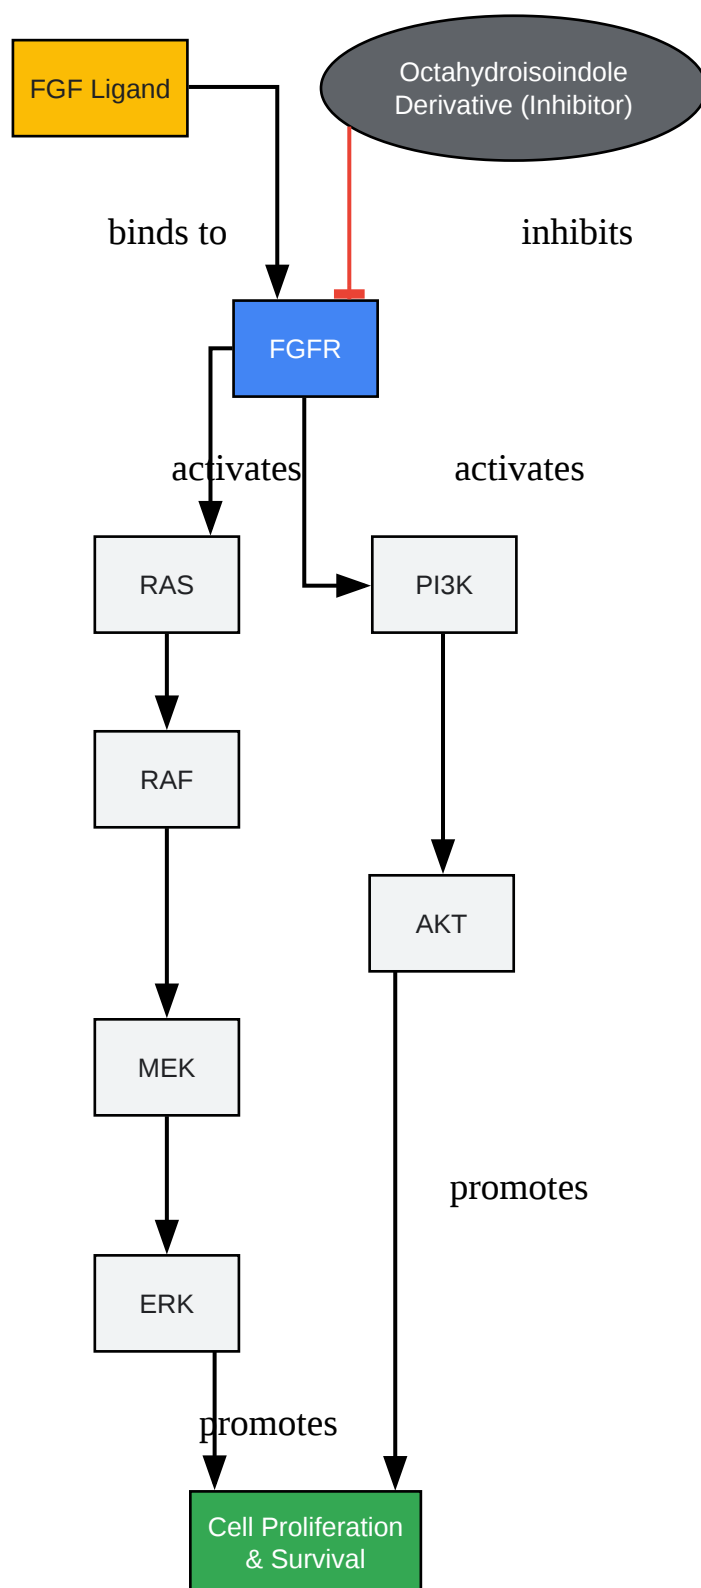 FGF Ligand
Octahydroisoindole
Derivative (Inhibitor)
binds to
inhibits
FGFR
activates
activates
RAS
PI3K
RAF
AKT
MEK
promotes
ERK
promotes
Cell Proliferation
& Survival